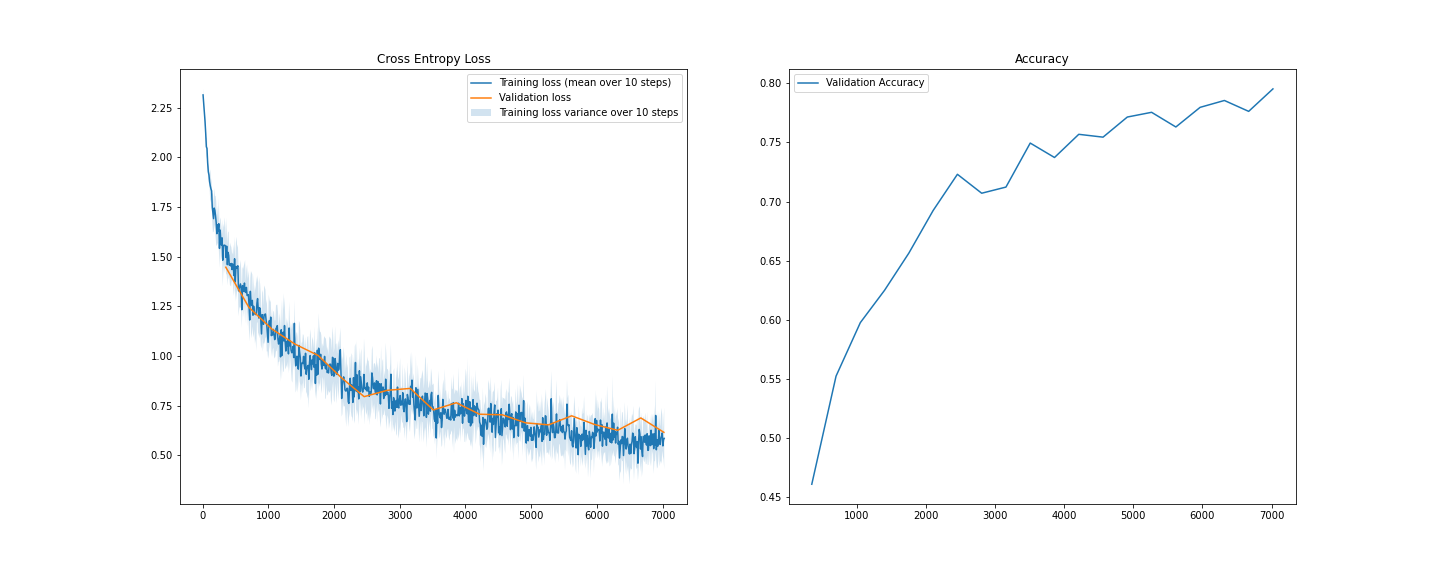 Cross Entropy Loss
Training loss (mean over 10 steps)
Validation loss
Training loss variance over 10 steps
2.25
2.00
1.75
1.50
1.25
1.00
0.75
0.50
0 1000 2000 3000 4000 5000 6000 7000
Accuracy
Validation Accuracy
0.80
0.75
0.70
0.65
0.60
0.55
0.50
0.45
1000 2000 3000 4000 5000 6000 7000